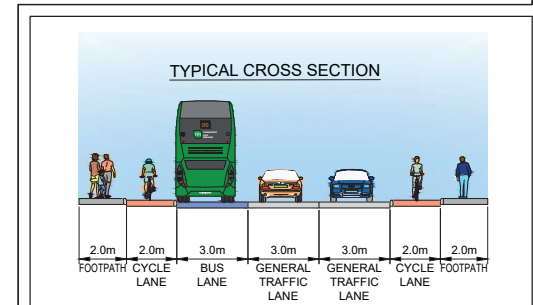 TYPICAL CROSS SECTION
2.0m 2.0m 3.0m 3.0m 3.0m 2.0m 2.0m
FOOTPATH CYCLE LANE BUS LANE GENERAL TRAFFIC LANE GENERAL TRAFFIC LANE CYCLE LANE FOOTPATH